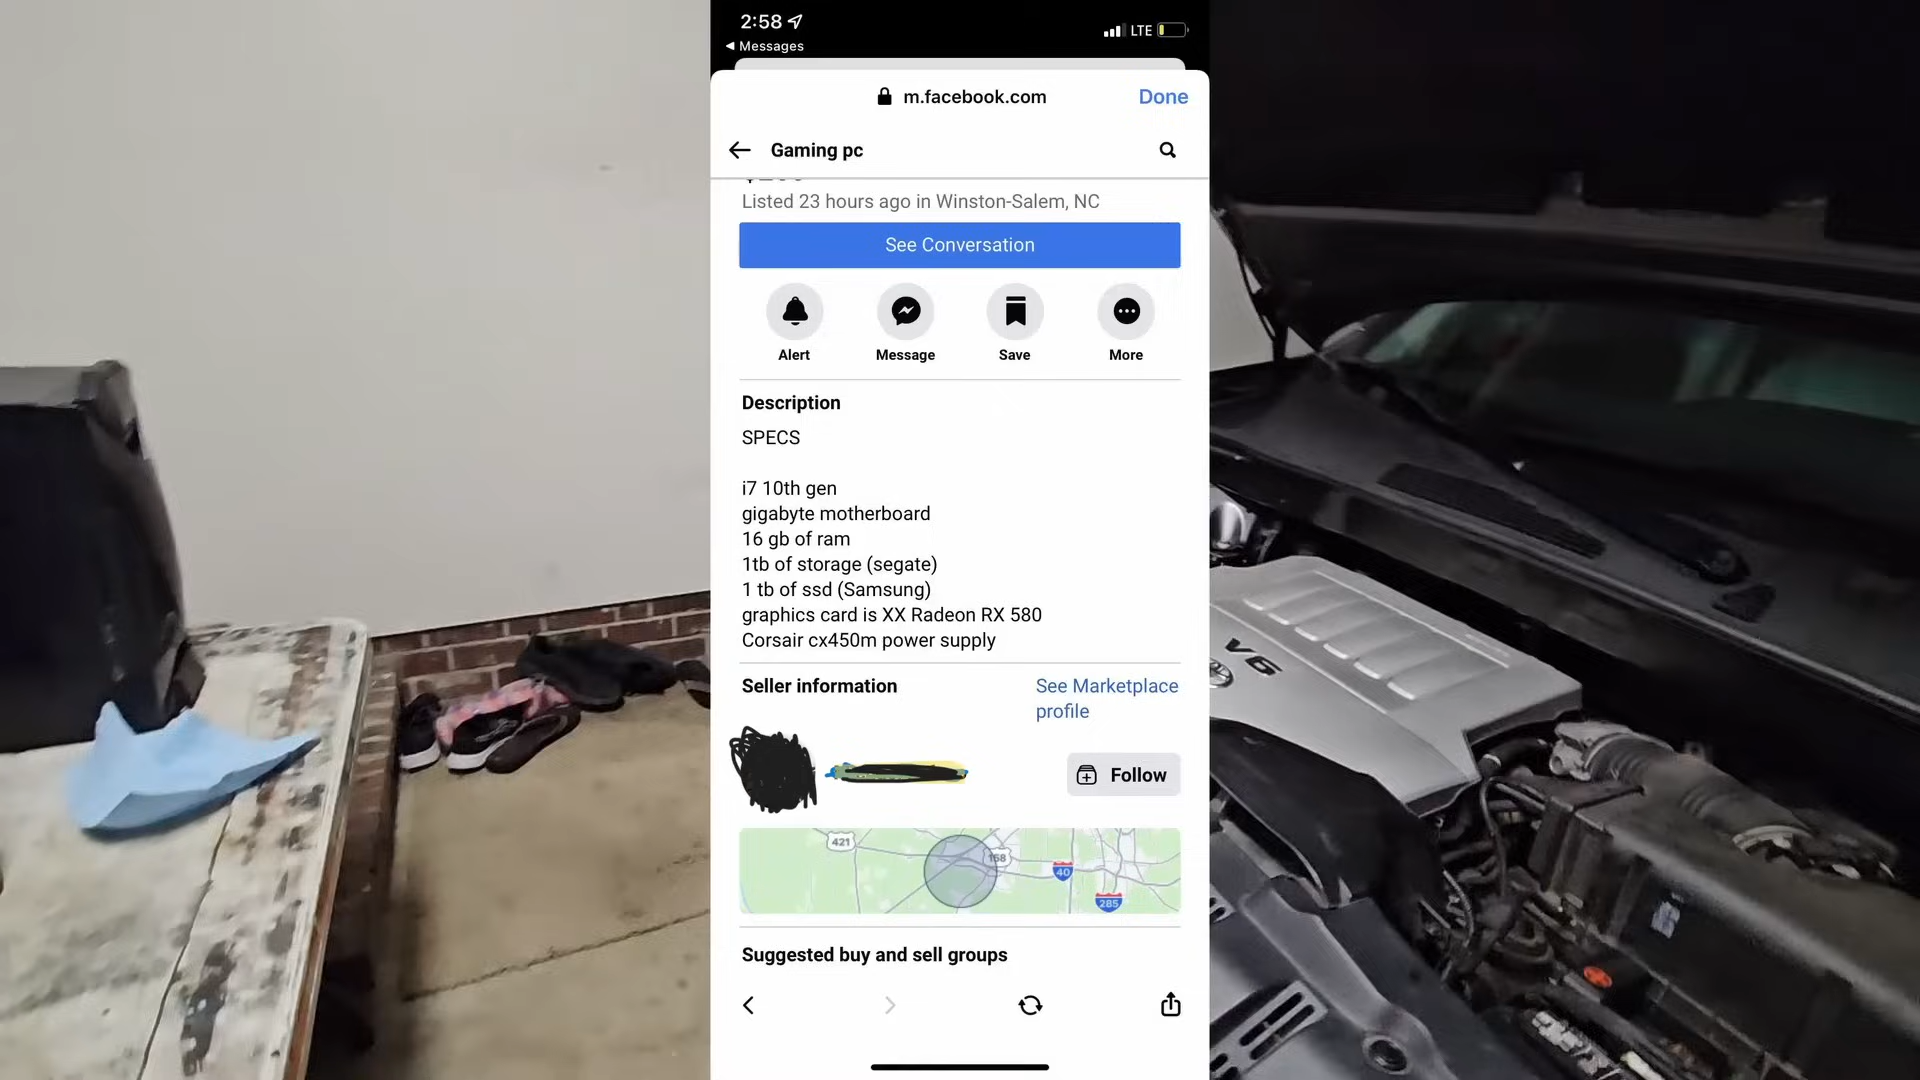 2:58
LTE
Messages
m.facebook.com
Done
Gaming pc
Listed 23 hours ago in Winston-Salem, NC
See Conversation
Alert
Message
Save
More
Description
SPECS
i7 10th gen
gigabyte motherboard
16 gb of ram
1tb of storage (segate)
1 tb of ssd (Samsung)
graphics card is XX Radeon RX 580
Corsair cx450m power supply
Seller information
See Marketplace
profile
Follow
421
158
40
285
Suggested buy and sell groups
V6